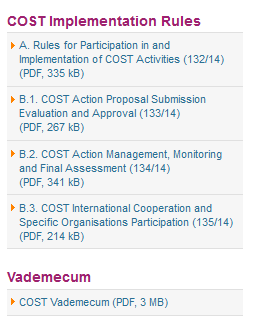 COST Implementation Rules
A. Rules for Participation in and
Implementation of COST Activities (132/14)
(PDF, 335 kB)
B.1. COST Action Proposal Submission
Evaluation and Approval (133/14)
(PDF, 267 kB)
B.2. COST Action Management, Monitoring
and Final Assessment (134/14)
(PDF, 341 kB)
B.3. COST International Cooperation and
Specific Organisations Participation (135/14)
(PDF, 214 kB)
Vademecum
COST Vademecum (PDF, 3 MB)